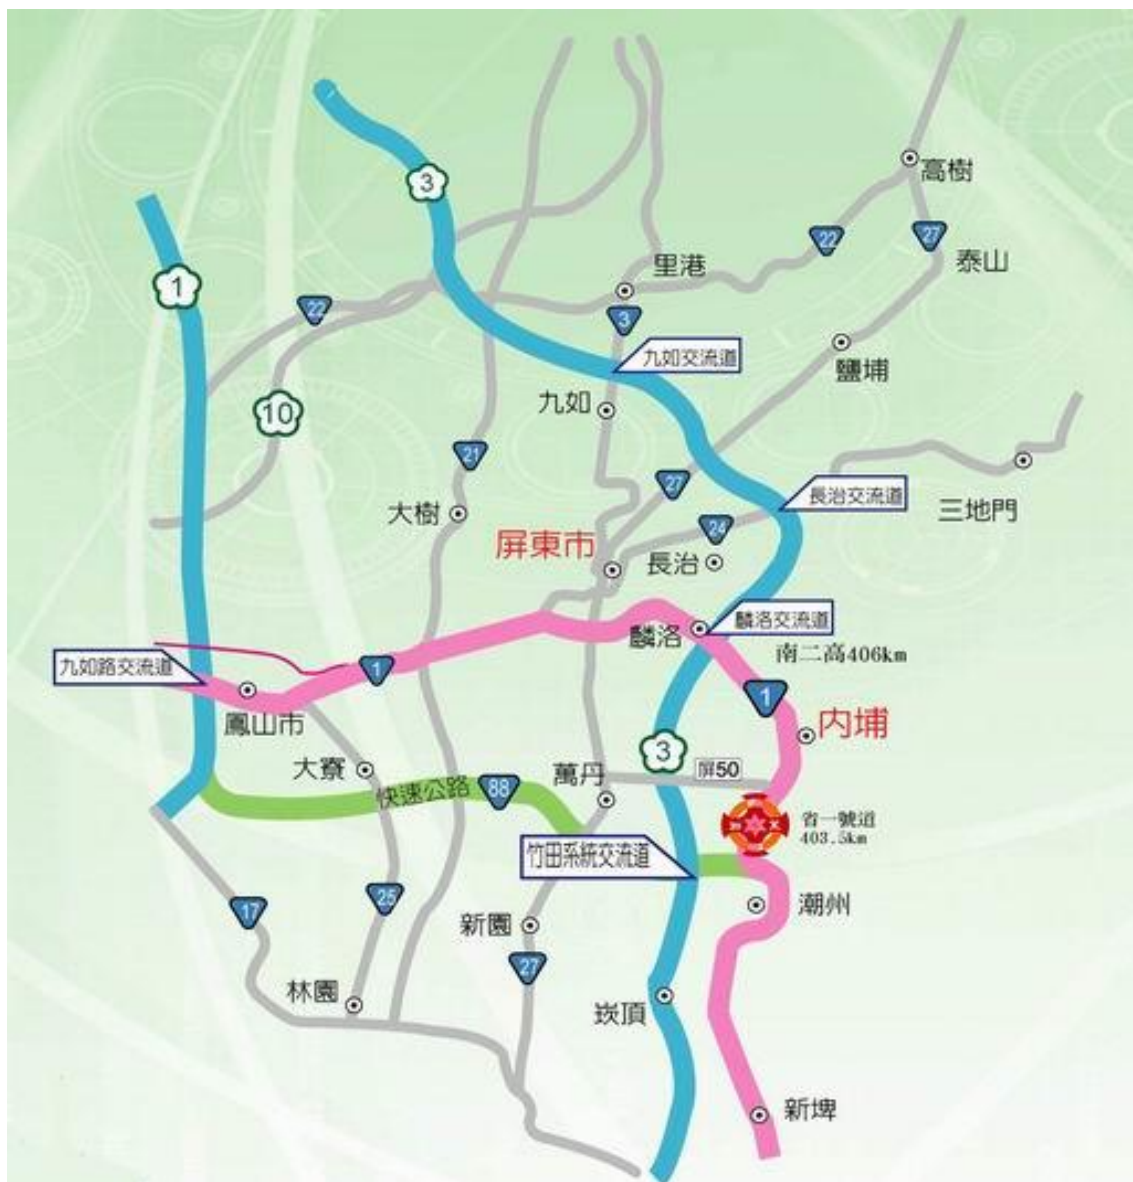 3
高樹
22
27
泰山
1
里港
22
3
九如交流道
鹽埔
九如
10
21
27
長治交流道
三地門
大樹
24
屏東市
長治
麟洛交流道
麟洛
南二高406km
九如路交流道
1
1
鳳山市
內埔
3
大寮
萬丹
屏50
快速公路
88
省一號道
403.5km
竹田系統交流道
17
25
新園
潮州
27
林園
崁頂
新埤